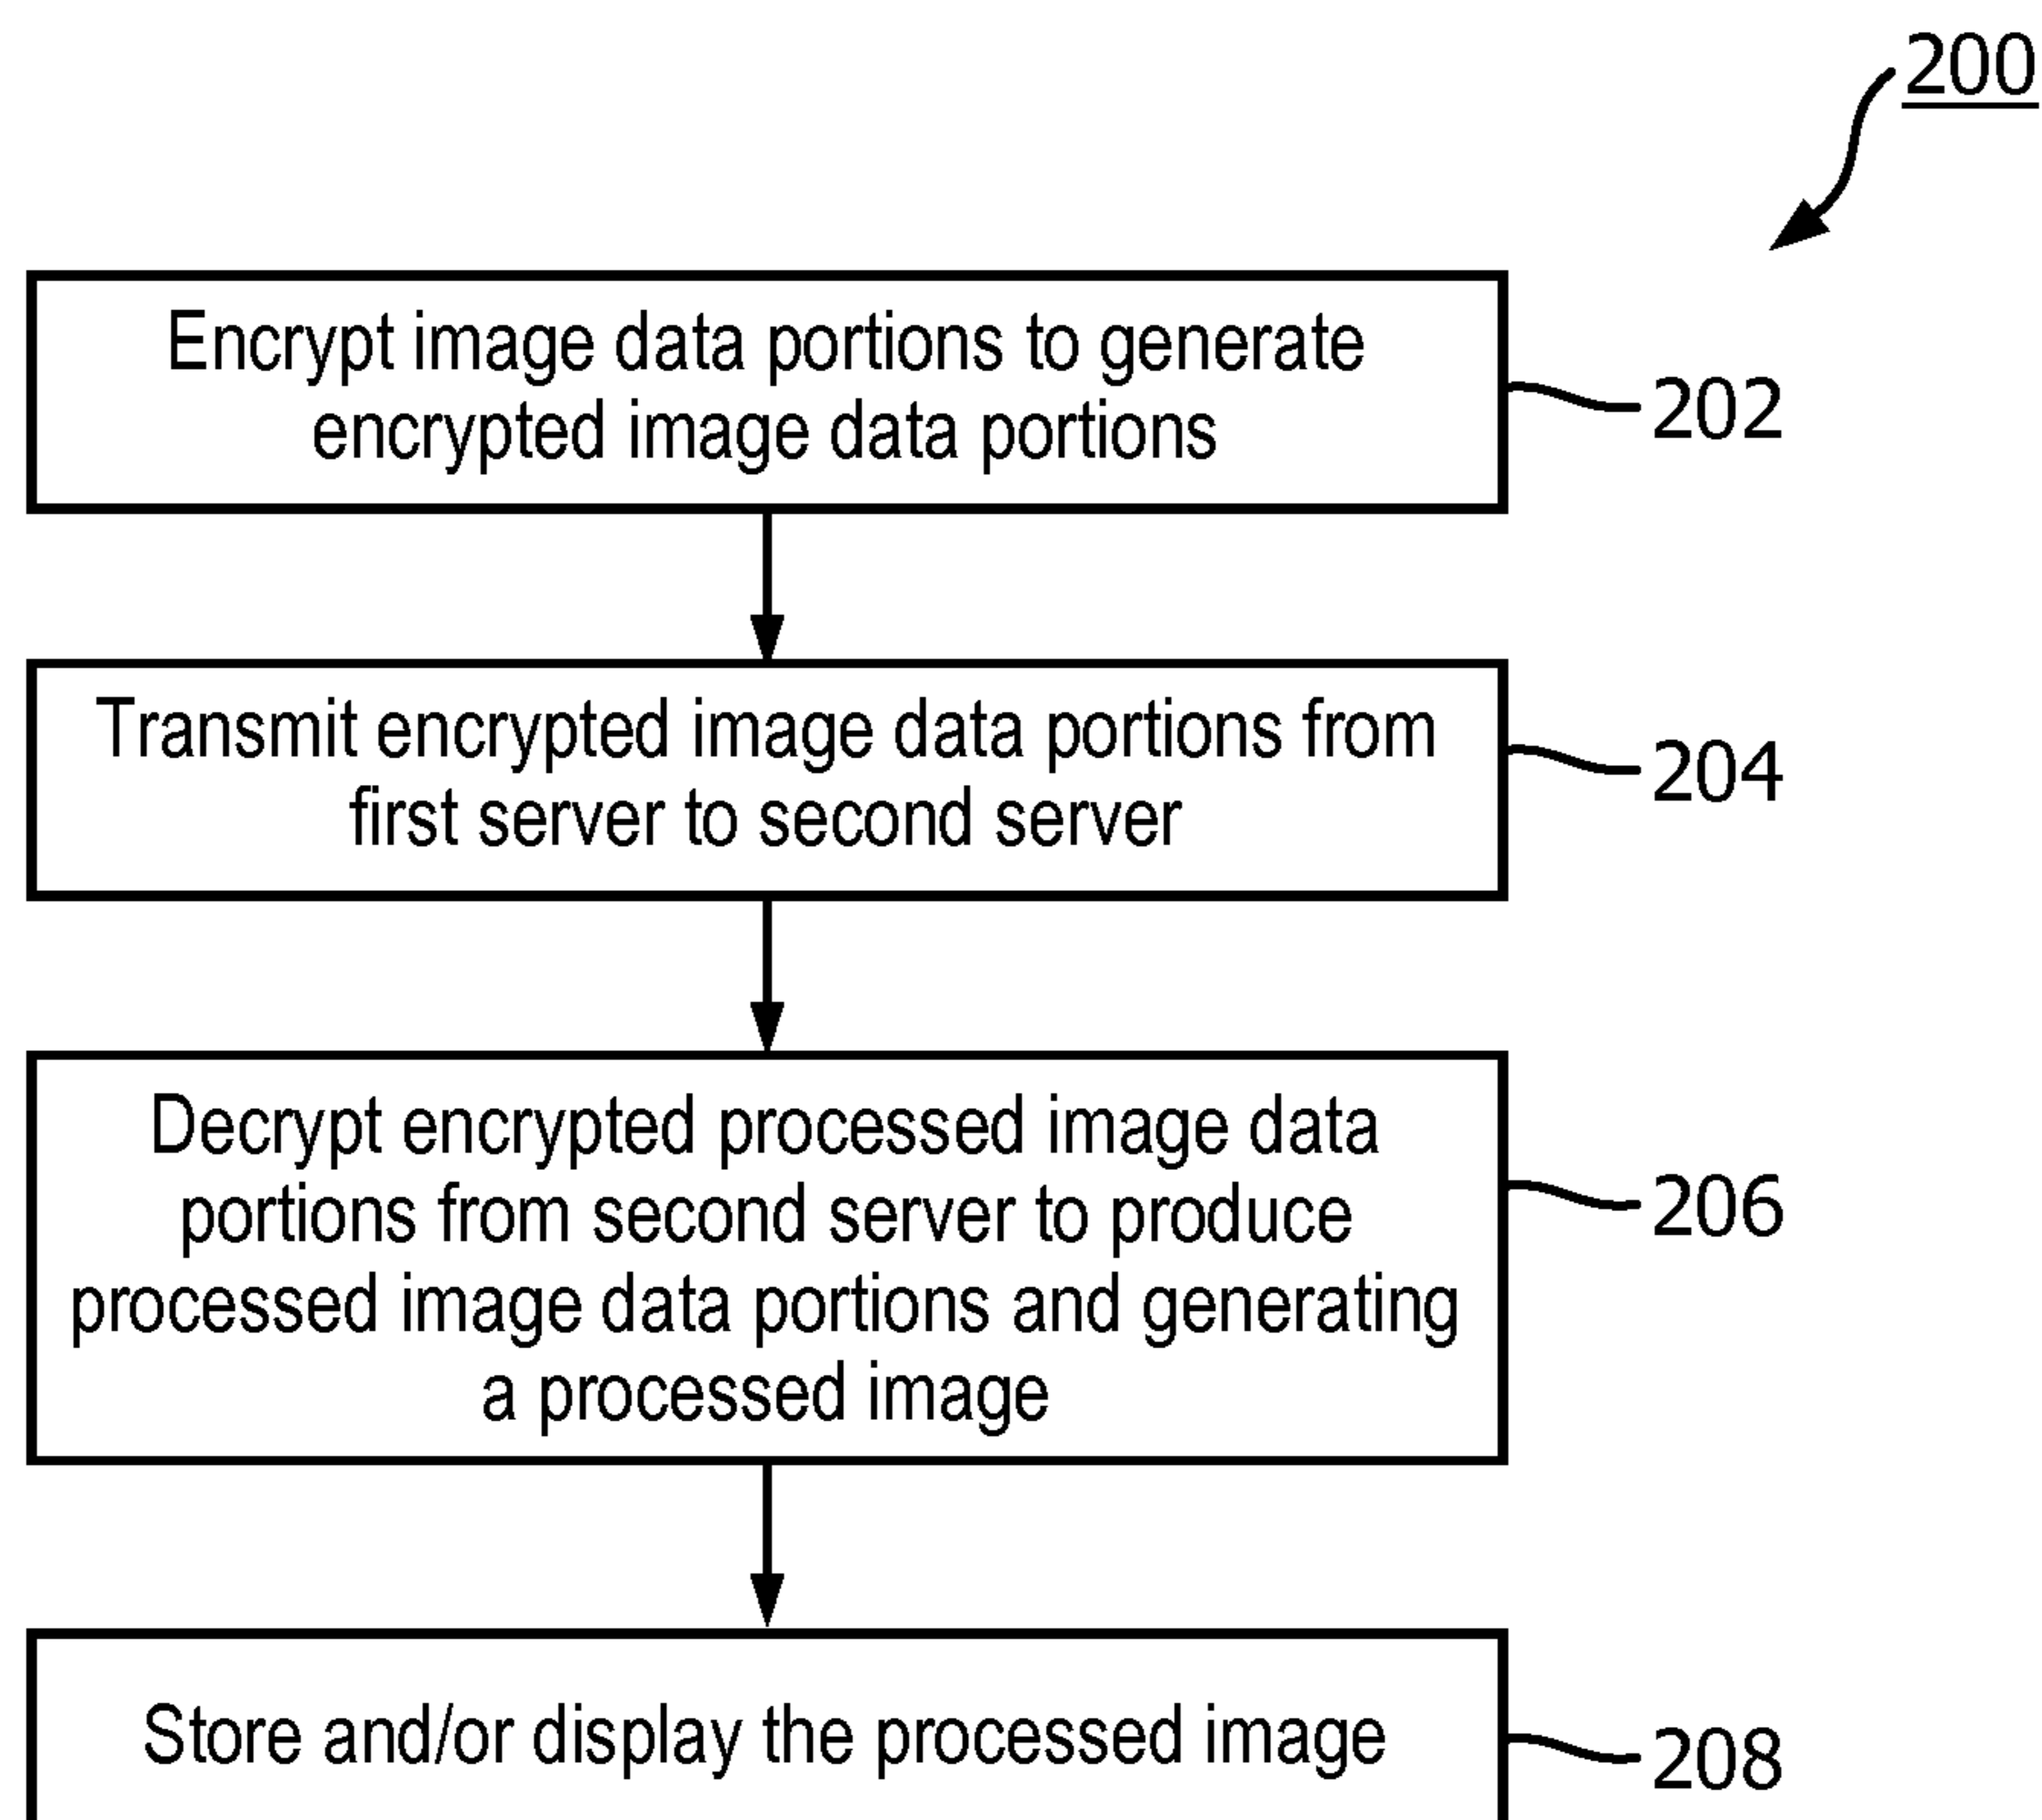 200
Encrypt image data portions to generate
encrypted image data portions
202
Transmit encrypted image data portions from
first server to second server
204
Decrypt encrypted processed image data
portions from second server to produce
processed image data portions and generating
a processed image
206
Store and/or display the processed image
208